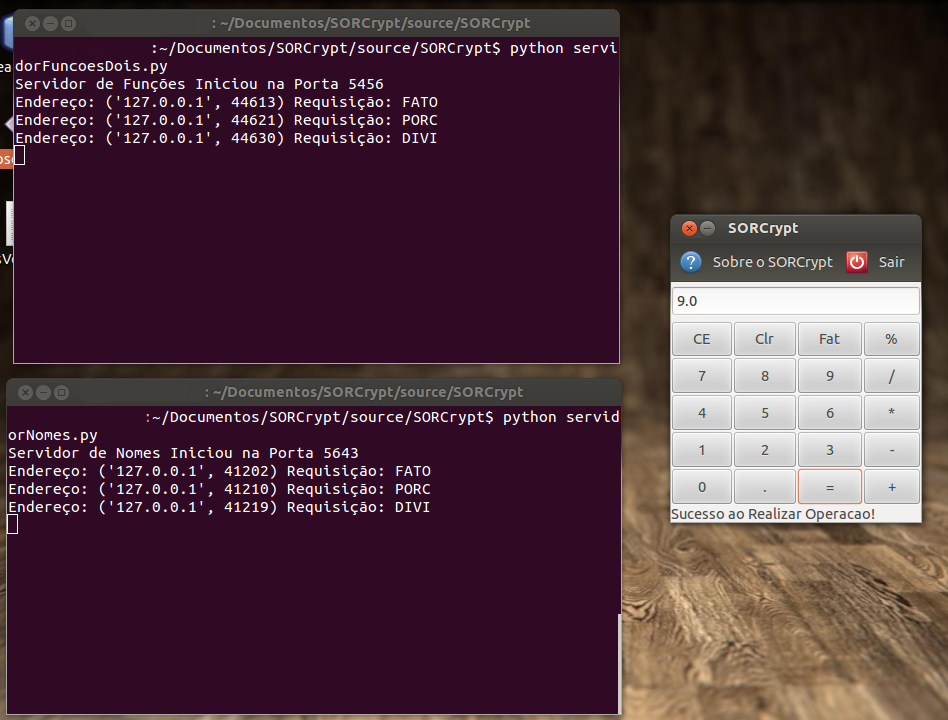 : ~/Documentos/SORCrypt/source/SORCrypt
:~/Documentos/SORCrypt/source/SORCrypt$ python servi
dorFuncoesDois.py
Servidor de Funções Iniciou na Porta 5456
Endereço: ('127.0.0.1', 44613) Requisição: FATO
Endereço: ('127.0.0.1', 44621) Requisição: PORC
Endereço: ('127.0.0.1', 44630) Requisição: DIVI
: ~/Documentos/SORCrypt/source/SORCrypt
:~/Documentos/SORCrypt/source/SORCrypt$ python servid
orNomes.py
Servidor de Nomes Iniciou na Porta 5643
Endereço: ('127.0.0.1', 41202) Requisição: FATO
Endereço: ('127.0.0.1', 41210) Requisição: PORC
Endereço: ('127.0.0.1', 41219) Requisição: DIVI
SORCrypt
? Sobre o SORCrypt Sair
9.0
CE Clr Fat %
7 8 9 /
4 5 6 *
1 2 3 -
0 . = +
Sucesso ao Realizar Operacao!